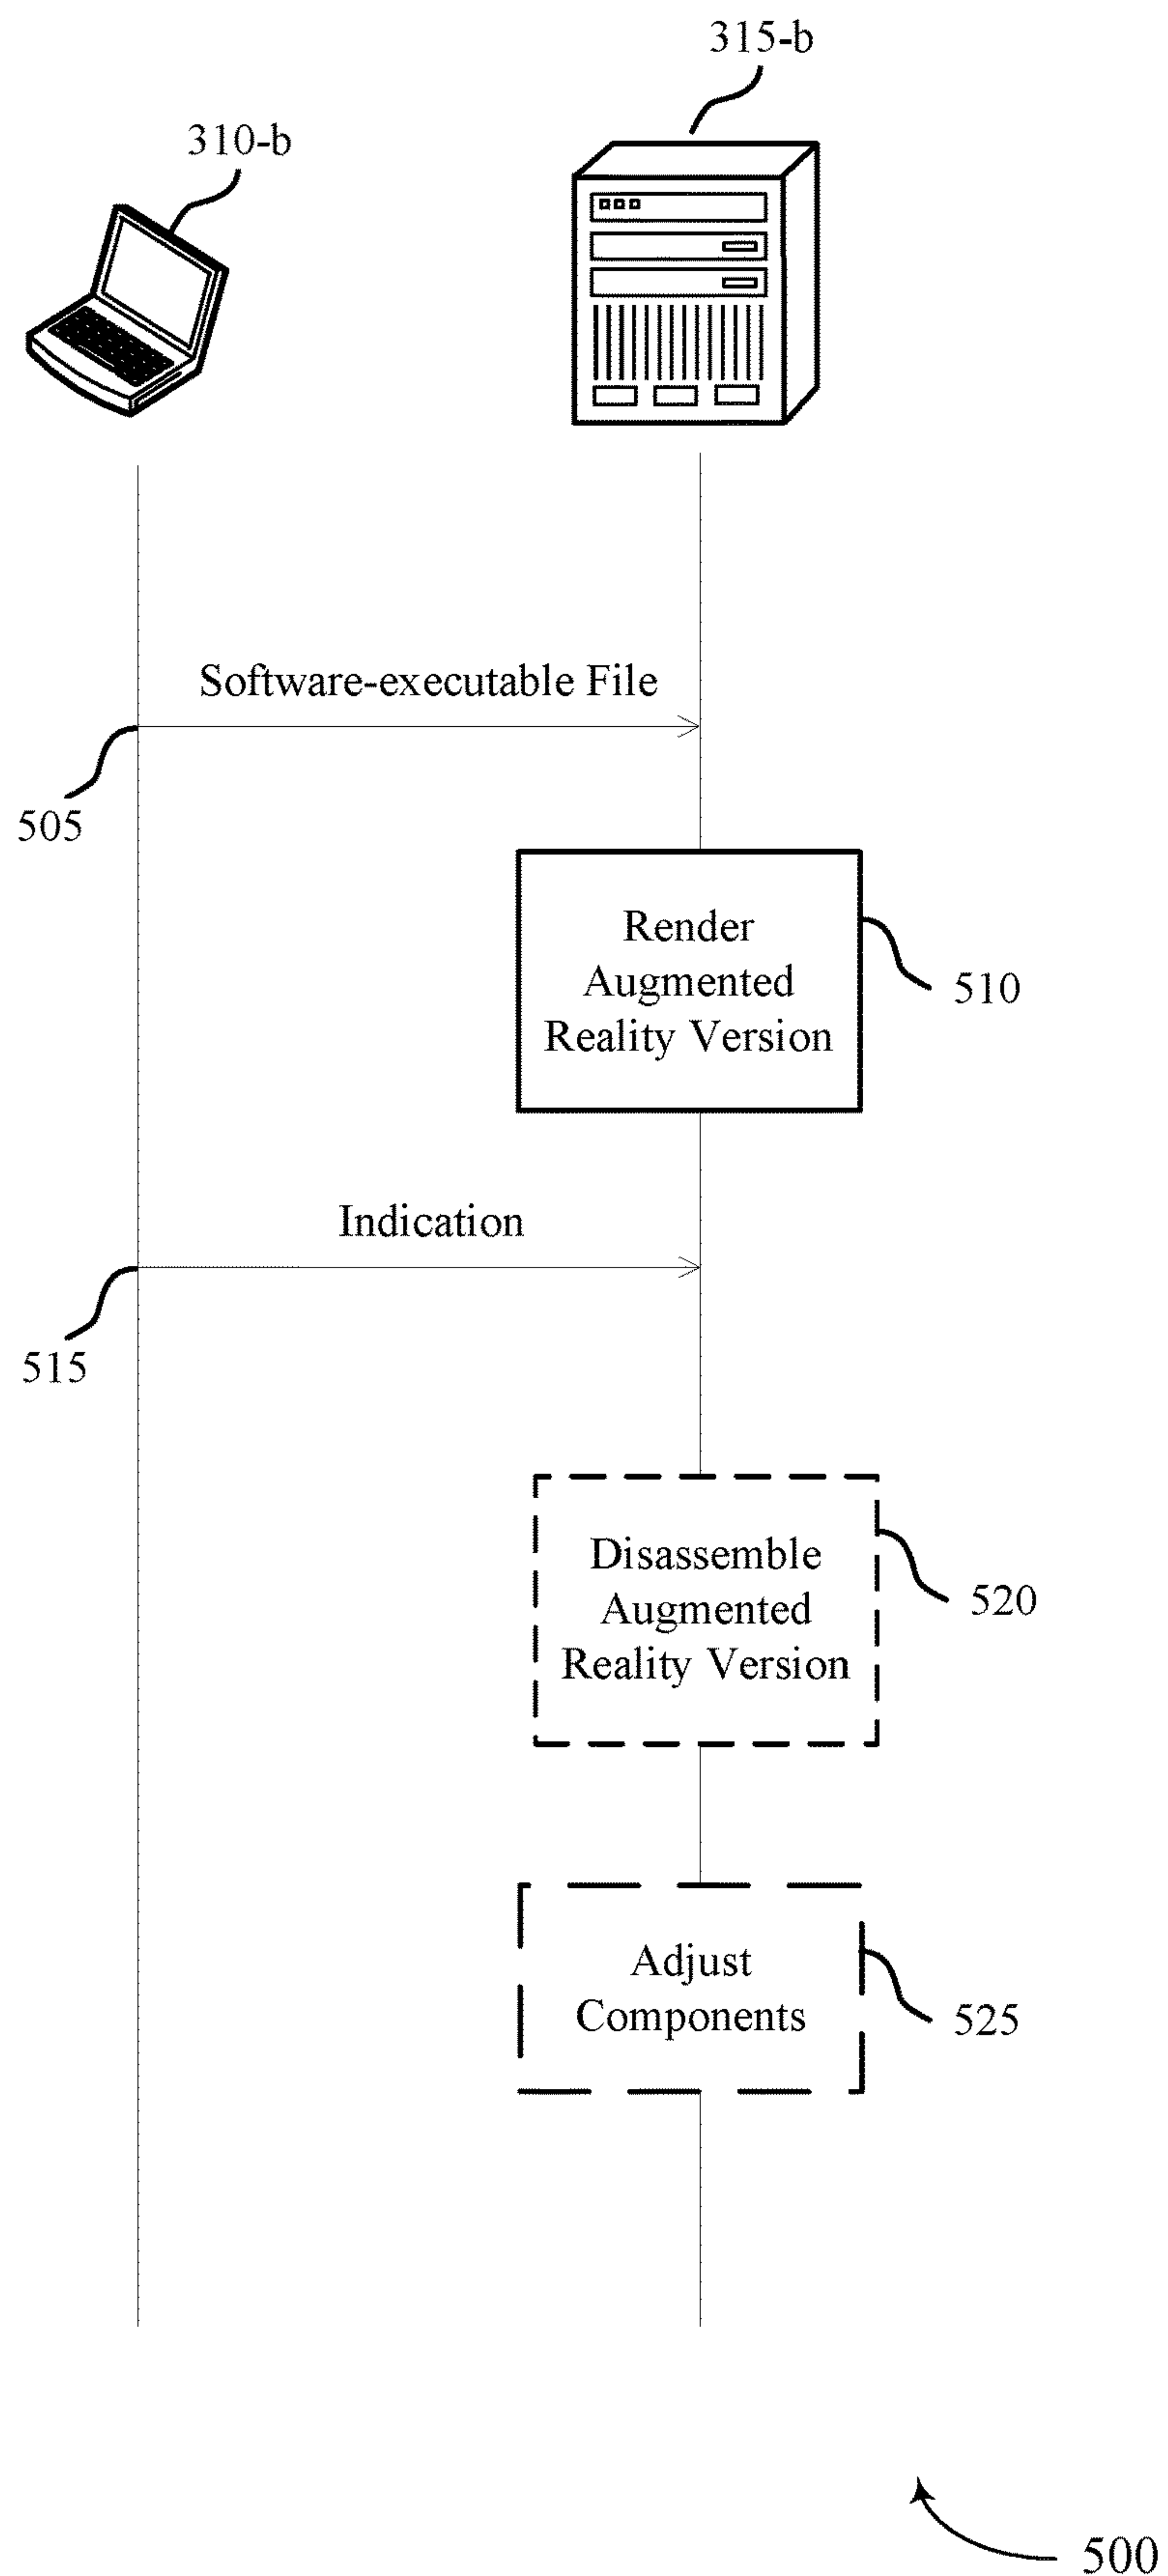 315-b
310-b
Software-executable File
505
Render
Augmented
Reality Version
510
Indication
515
Disassemble
Augmented
Reality Version
520
Adjust
Components
525
500